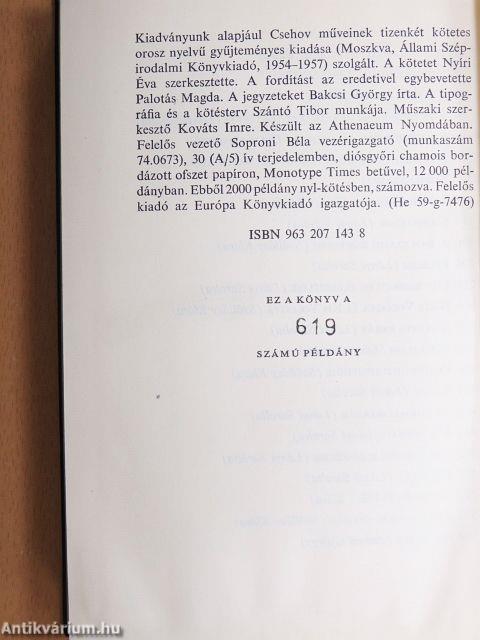 Kiadványunk alapjául Csehov műveinek tizenkét kötetes
orosz nyelvű gyűjteményes kiadása (Moszkva, Állami Szép-
irodalmi Könyvkiadó, 1954–1957) szolgált. A kötetet Nyíri
Éva szerkesztette. A fordítást az eredetivel egybevetette
Palotás Magda. A jegyzeteket Bakcsi György írta. A tipog-
ráfia és a kötésterv Szántó Tibor munkája. Műszaki szer-
kesztő Kováts Imre. Készült az Athenaeum Nyomdában.
Felelős vezető Soproni Béla vezérigazgató (munkaszám
74.0673), 30 (A/5) ív terjedelemben, diósgyőri chamois bor-
dázott ofszet papíron, Monotype Times betűvel, 12 000 pél-
dányban. Ebből 2000 példány nyl-kötésben, számozva. Felelős
kiadó az Európa Könyvkiadó igazgatója. (He 59-g-7476)
ISBN 963 207 143 8
EZ A KÖNYV A
619
SZÁMÚ PÉLDÁNY
Antikvárium.hu